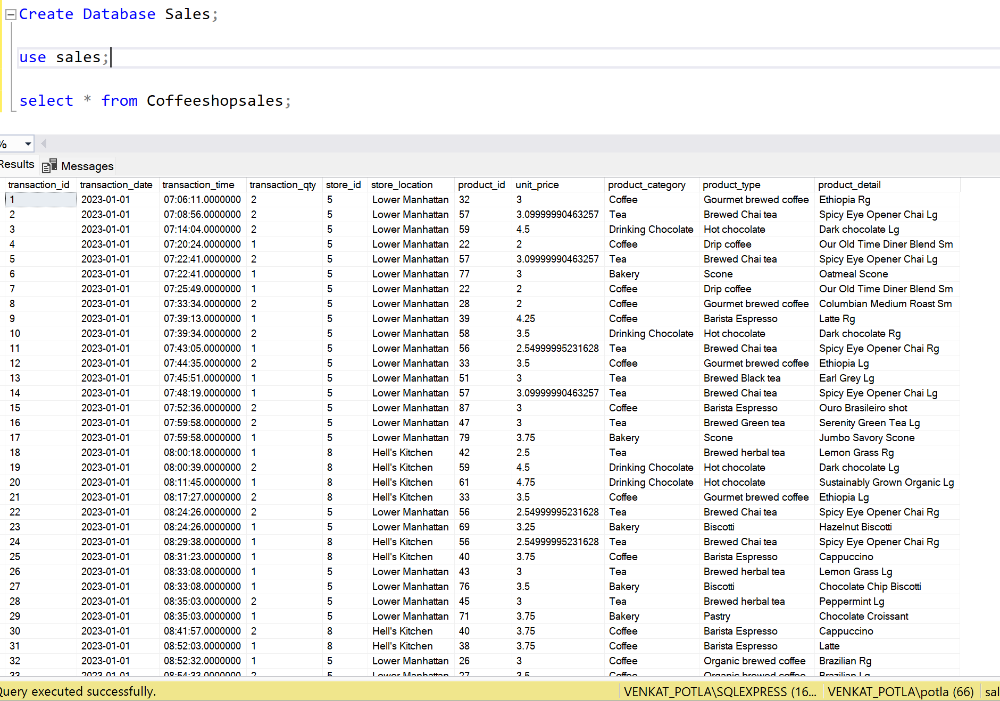 Create Database Sales;
use sales;
select * from Coffeeshopsales;
%
Results Messages
transaction_id transaction_date transaction_time transaction_qty store_id store_location product_id unit_price product_category product_type product_detail
1 2023-01-01 07:06:11.0000000 2 5 Lower Manhattan 32 3 Coffee Gourmet brewed coffee Ethiopia Rg
2 2023-01-01 07:08:56.0000000 2 5 Lower Manhattan 57 3.09999990463257 Tea Brewed Chai tea Spicy Eye Opener Chai Lg
3 2023-01-01 07:14:04.0000000 2 5 Lower Manhattan 59 4.5 Drinking Chocolate Hot chocolate Dark chocolate Lg
4 2023-01-01 07:20:24.0000000 1 5 Lower Manhattan 22 2 Coffee Drip coffee Our Old Time Diner Blend Sm
5 2023-01-01 07:22:41.0000000 2 5 Lower Manhattan 57 3.09999990463257 Tea Brewed Chai tea Spicy Eye Opener Chai Lg
6 2023-01-01 07:22:41.0000000 1 5 Lower Manhattan 77 3 Bakery Scone Oatmeal Scone
7 2023-01-01 07:25:49.0000000 1 5 Lower Manhattan 22 2 Coffee Drip coffee Our Old Time Diner Blend Sm
8 2023-01-01 07:33:34.0000000 2 5 Lower Manhattan 28 2 Coffee Gourmet brewed coffee Columbian Medium Roast Sm
9 2023-01-01 07:39:13.0000000 1 5 Lower Manhattan 39 4.25 Coffee Barista Espresso Latte Rg
10 2023-01-01 07:39:34.0000000 2 5 Lower Manhattan 58 3.5 Drinking Chocolate Hot chocolate Dark chocolate Rg
11 2023-01-01 07:43:05.0000000 1 5 Lower Manhattan 56 2.54999995231628 Tea Brewed Chai tea Spicy Eye Opener Chai Rg
12 2023-01-01 07:44:35.0000000 2 5 Lower Manhattan 33 3.5 Coffee Gourmet brewed coffee Ethiopia Lg
13 2023-01-01 07:45:51.0000000 1 5 Lower Manhattan 51 3 Tea Brewed Black tea Earl Grey Lg
14 2023-01-01 07:48:19.0000000 1 5 Lower Manhattan 57 3.09999990463257 Tea Brewed Chai tea Spicy Eye Opener Chai Lg
15 2023-01-01 07:52:36.0000000 2 5 Lower Manhattan 87 3 Coffee Barista Espresso Ouro Brasileiro shot
16 2023-01-01 07:59:58.0000000 2 5 Lower Manhattan 47 3 Tea Brewed Green tea Serenity Green Tea Lg
17 2023-01-01 07:59:58.0000000 1 5 Lower Manhattan 79 3.75 Bakery Scone Jumbo Savory Scone
18 2023-01-01 08:00:18.0000000 1 8 Hell's Kitchen 42 2.5 Tea Brewed herbal tea Lemon Grass Rg
19 2023-01-01 08:00:39.0000000 2 8 Hell's Kitchen 59 4.5 Drinking Chocolate Hot chocolate Dark chocolate Lg
20 2023-01-01 08:11:45.0000000 1 8 Hell's Kitchen 61 4.75 Drinking Chocolate Hot chocolate Sustainably Grown Organic Lg
21 2023-01-01 08:17:27.0000000 2 8 Hell's Kitchen 33 3.5 Coffee Gourmet brewed coffee Ethiopia Lg
22 2023-01-01 08:24:26.0000000 2 5 Lower Manhattan 56 2.54999995231628 Tea Brewed Chai tea Spicy Eye Opener Chai Rg
23 2023-01-01 08:24:26.0000000 1 5 Lower Manhattan 69 3.25 Bakery Biscotti Hazelnut Biscotti
24 2023-01-01 08:29:38.0000000 1 8 Hell's Kitchen 56 2.54999995231628 Tea Brewed Chai tea Spicy Eye Opener Chai Rg
25 2023-01-01 08:31:23.0000000 1 8 Hell's Kitchen 40 3.75 Coffee Barista Espresso Cappuccino
26 2023-01-01 08:33:08.0000000 1 5 Lower Manhattan 43 3 Tea Brewed herbal tea Lemon Grass Lg
27 2023-01-01 08:33:08.0000000 1 5 Lower Manhattan 76 3.5 Bakery Biscotti Chocolate Chip Biscotti
28 2023-01-01 08:35:03.0000000 2 5 Lower Manhattan 45 3 Tea Brewed herbal tea Peppermint Lg
29 2023-01-01 08:35:03.0000000 1 5 Lower Manhattan 71 3.75 Bakery Pastry Chocolate Croissant
30 2023-01-01 08:41:57.0000000 2 8 Hell's Kitchen 40 3.75 Coffee Barista Espresso Cappuccino
31 2023-01-01 08:52:03.0000000 1 8 Hell's Kitchen 38 3.75 Coffee Barista Espresso Latte
32 2023-01-01 08:52:32.0000000 1 5 Lower Manhattan 26 3 Coffee Organic brewed coffee Brazilian Rg
33 2023-01-01 08:54:33.0000000 2 5 Lower Manhattan 27 3.5 Coffee Organic brewed coffee Brazilian Lg
Query executed successfully. VENKAT_POTLA\SQLEXPRESS (16... VENKAT_POTLA\potla (66) sal